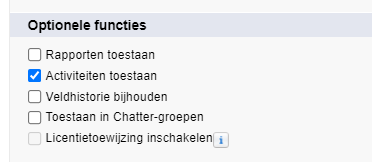 Optionele functies
Rapporten toestaan
Activiteiten toestaan
Veldhistorie bijhouden
Toestaan in Chatter-groepen
Licentietoewijzing inschakelen i